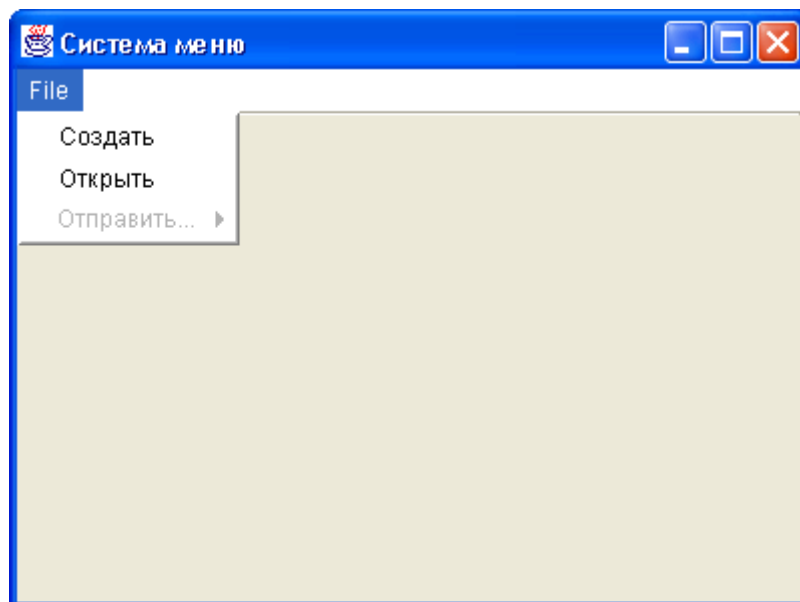 Система меню
File
Создать
Открыть
Отправить...